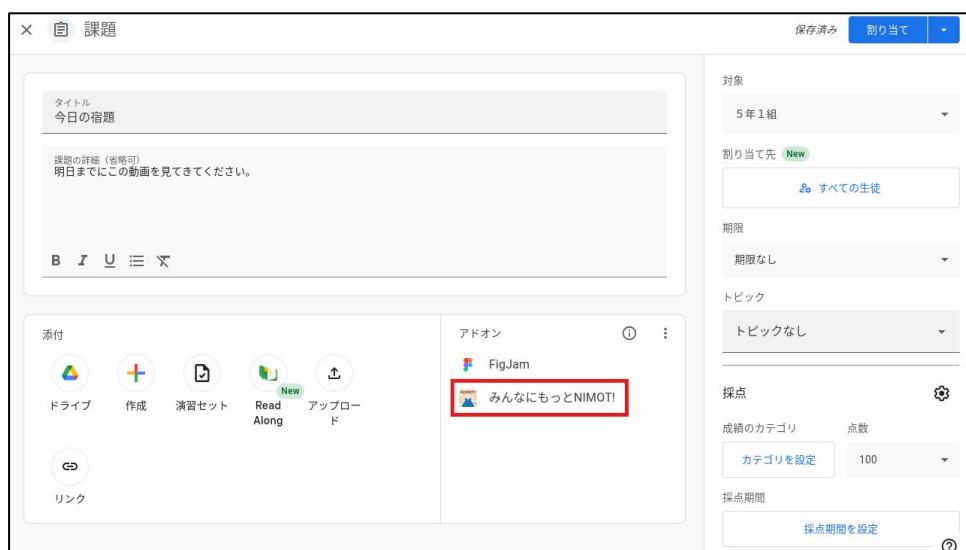 課題
保存済み
割り当て
タイトル
今日の宿題
課題の詳細（省略可）
明日までにこの動画を見てきてください。
B I U
添付
ドライブ
作成
演習セット
New
Read
Along
アップロー
ド
リンク
アドオン
FigJam
みんなにもっとNIMOT!
対象
5年1組
割り当て先 New
すべての生徒
期限
期限なし
トピック
トピックなし
採点
成績のカテゴリ
点数
カテゴリを設定
100
採点期間
採点期間を設定